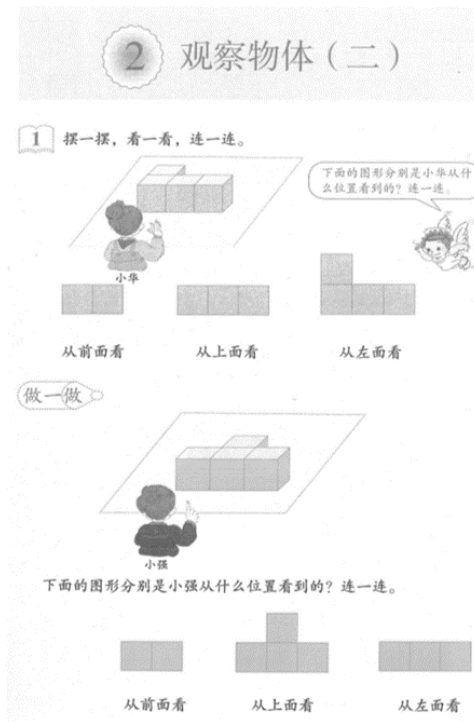 2 观察物体（二）
1 摆一摆，看一看，连一连。
下面的图形分别是小华从什
么位置看到的？连一连。
小华
从前面看 从上面看 从左面看
做一做
小强
下面的图形分别是小强从什么位置看到的？连一连。
从前面看 从上面看 从左面看